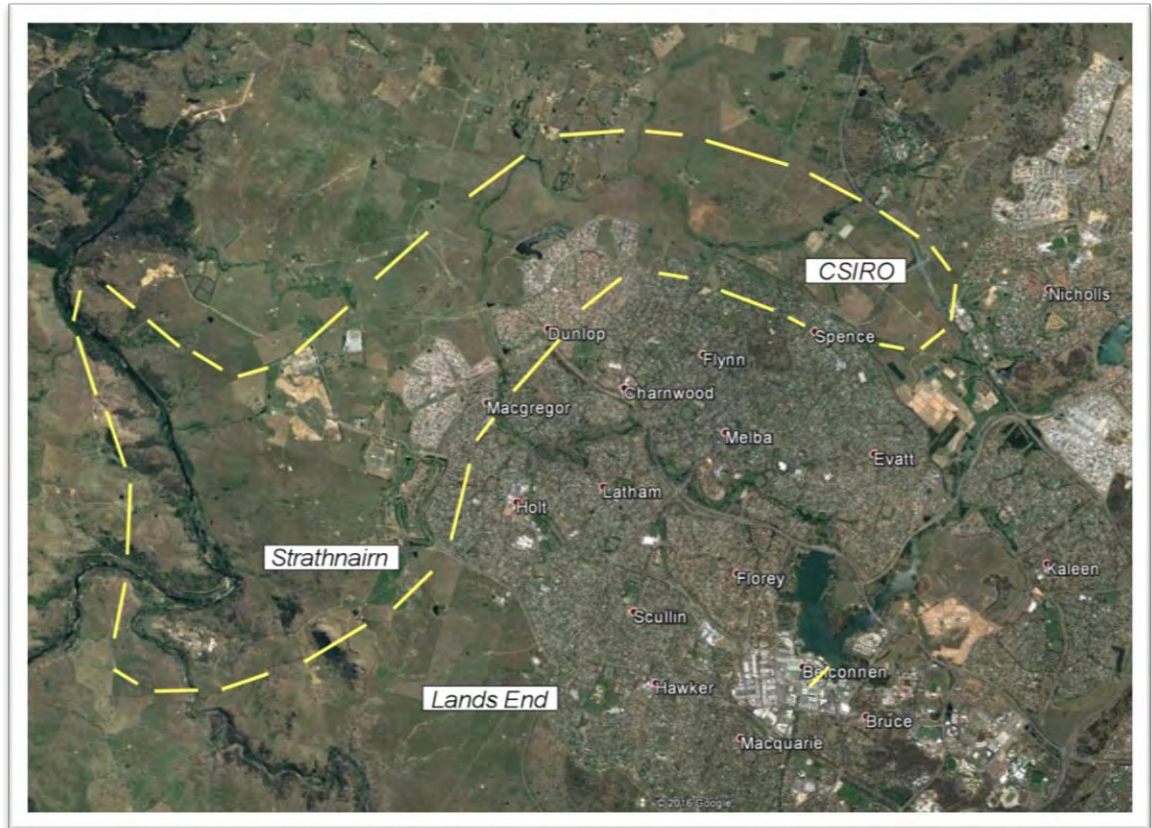 CSIRO
Nicholls
Dunlop
Spence
Flynn
Charnwood
Macgregor
Melba
Evatt
Latham
Holt
Strathnairn
Kaleen
Florey
Scullin
Belconnen
Hawker
Lands End
Bruce
Macquarie
© 2016 Google